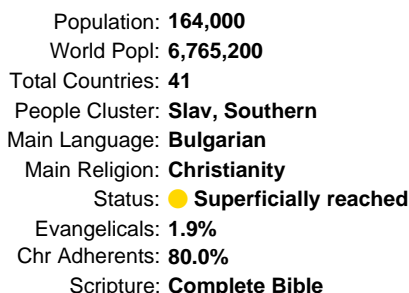 Population: 164,000
World Popl: 6,765,200
Total Countries: 41
People Cluster: Slav, Southern
Main Language: Bulgarian
Main Religion: Christianity
Status: Superficially reached
Evangelicals: 1.9%
Chr Adherents: 80.0%
Scripture: Complete Bible